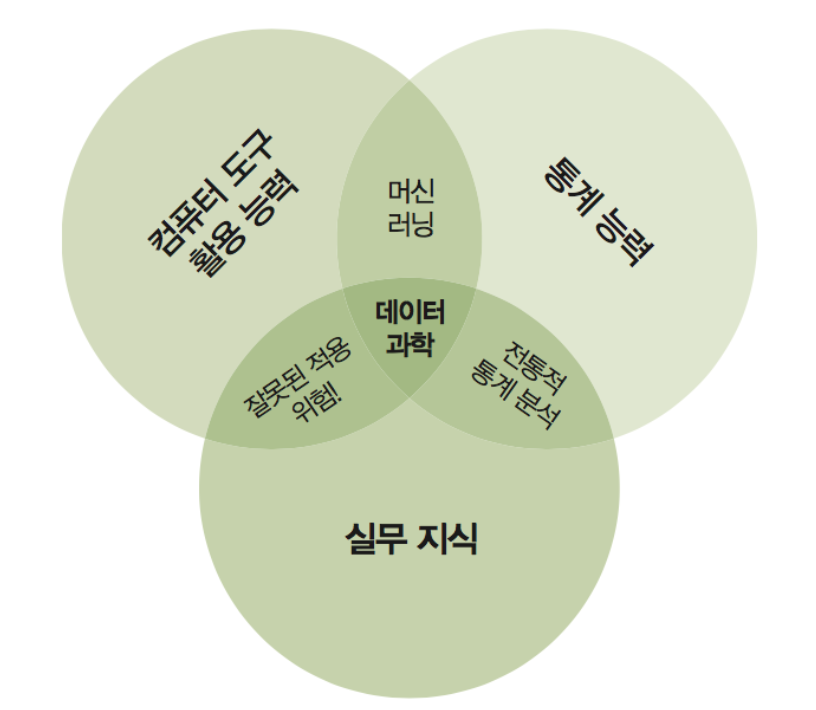 컴퓨터 도구
활용 능력
머신
러닝
통계 능력
데이터
과학
잘못된 적용
위험!
전통적
통계 분석
실무 지식